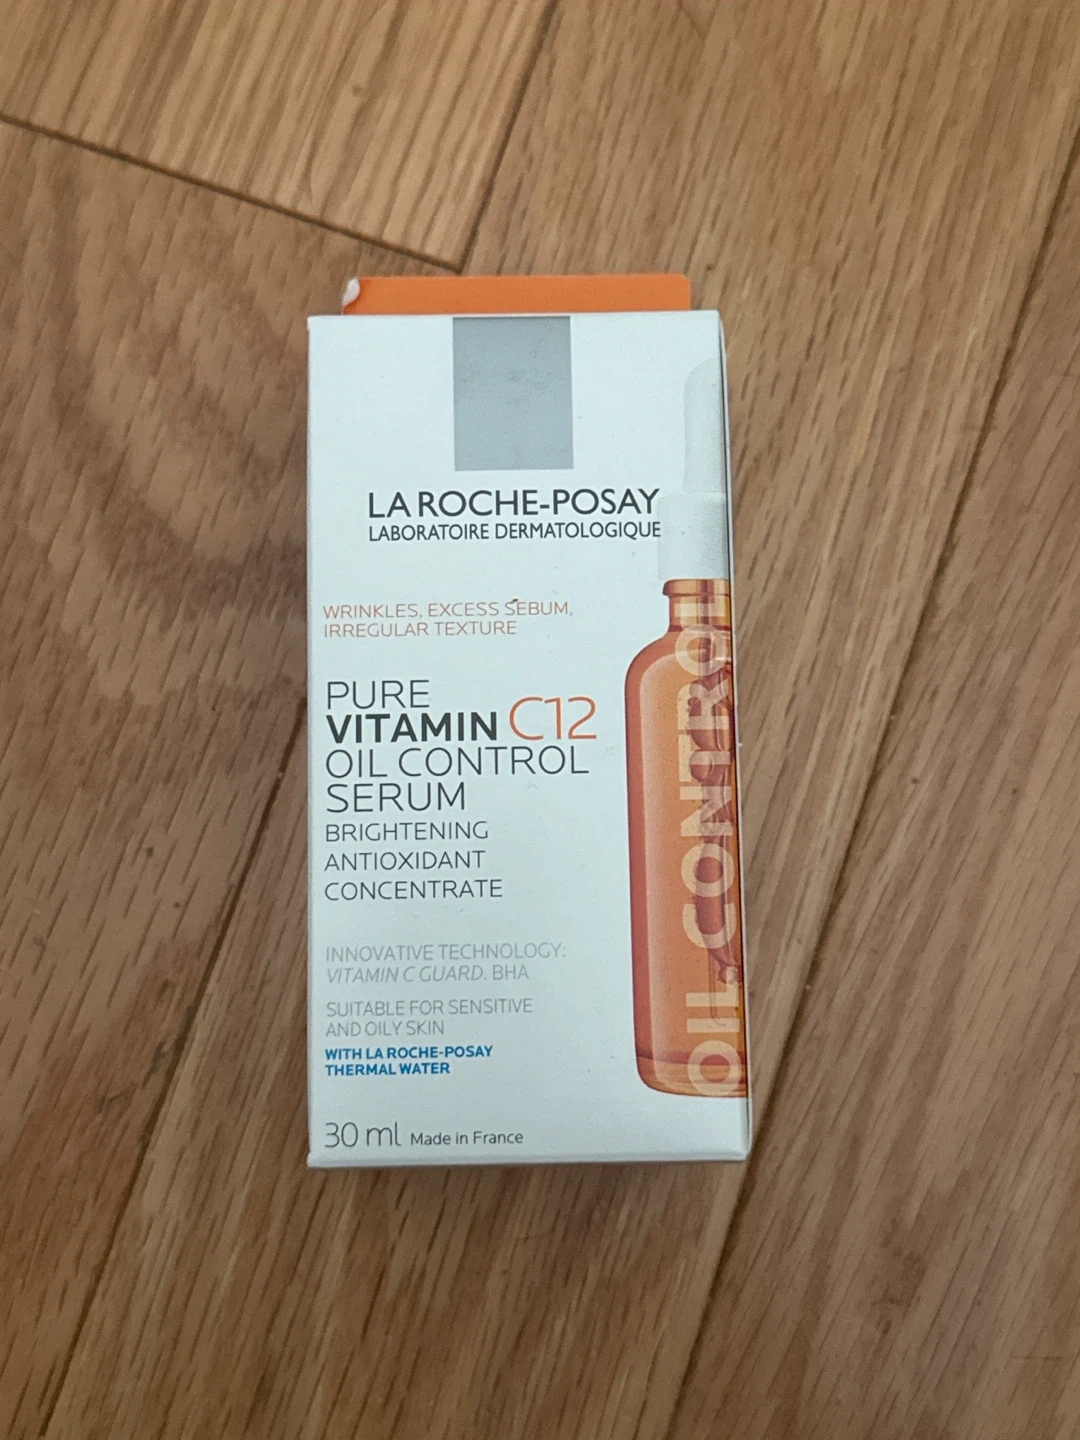 LA ROCHE-POSAY
LABORATOIRE DERMATOLOGIQUE
WRINKLES, EXCESS SEBUM,
IRREGULAR TEXTURE
PURE
VITAMIN C12
OIL CONTROL
SERUM
BRIGHTENING
ANTIOXIDANT
CONCENTRATE
INNOVATIVE TECHNOLOGY:
VITAMIN C GUARD. BHA
SUITABLE FOR SENSITIVE
AND OILY SKIN
WITH LA ROCHE-POSAY
THERMAL WATER
30 ml Made in France
OIL CONTROL